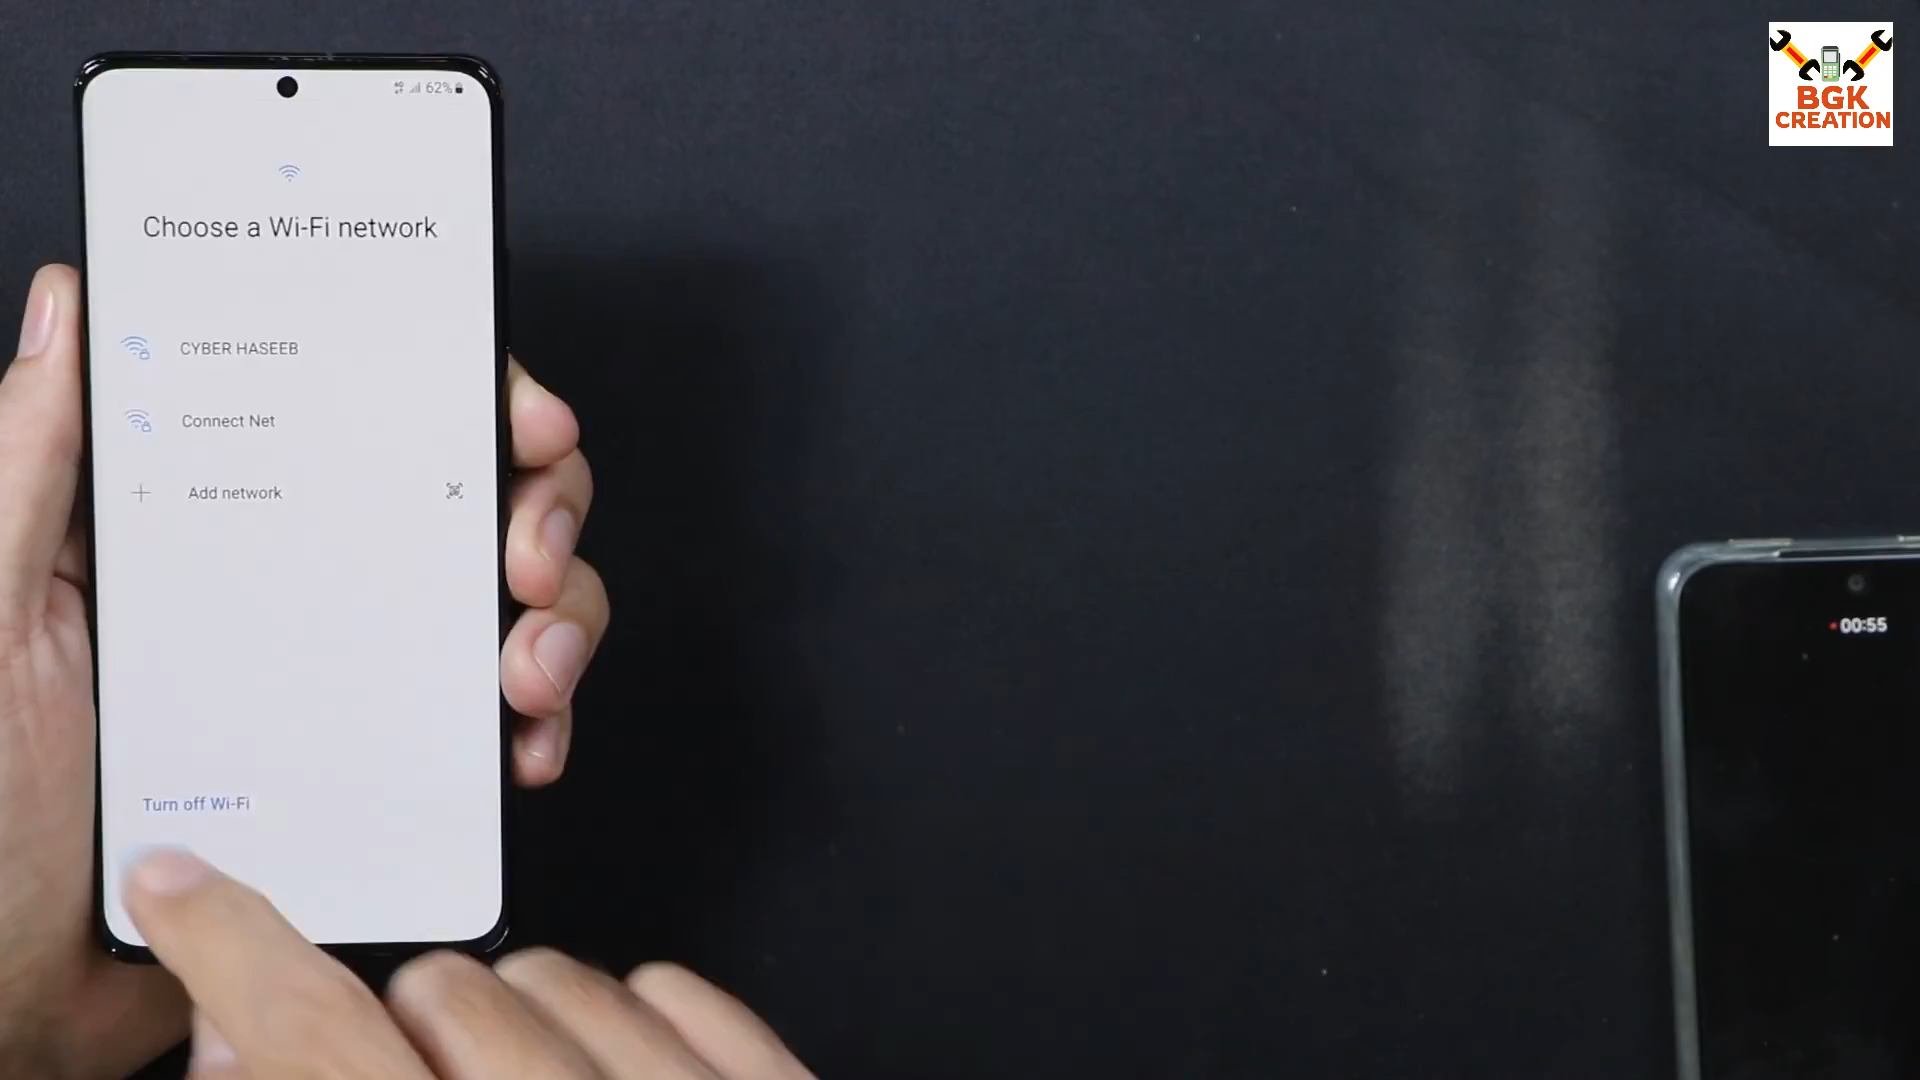 62%
Choose a Wi-Fi network
CYBER HASEEB
Connect Net
Add network
Turn off Wi-Fi
BGK
CREATION
00:55